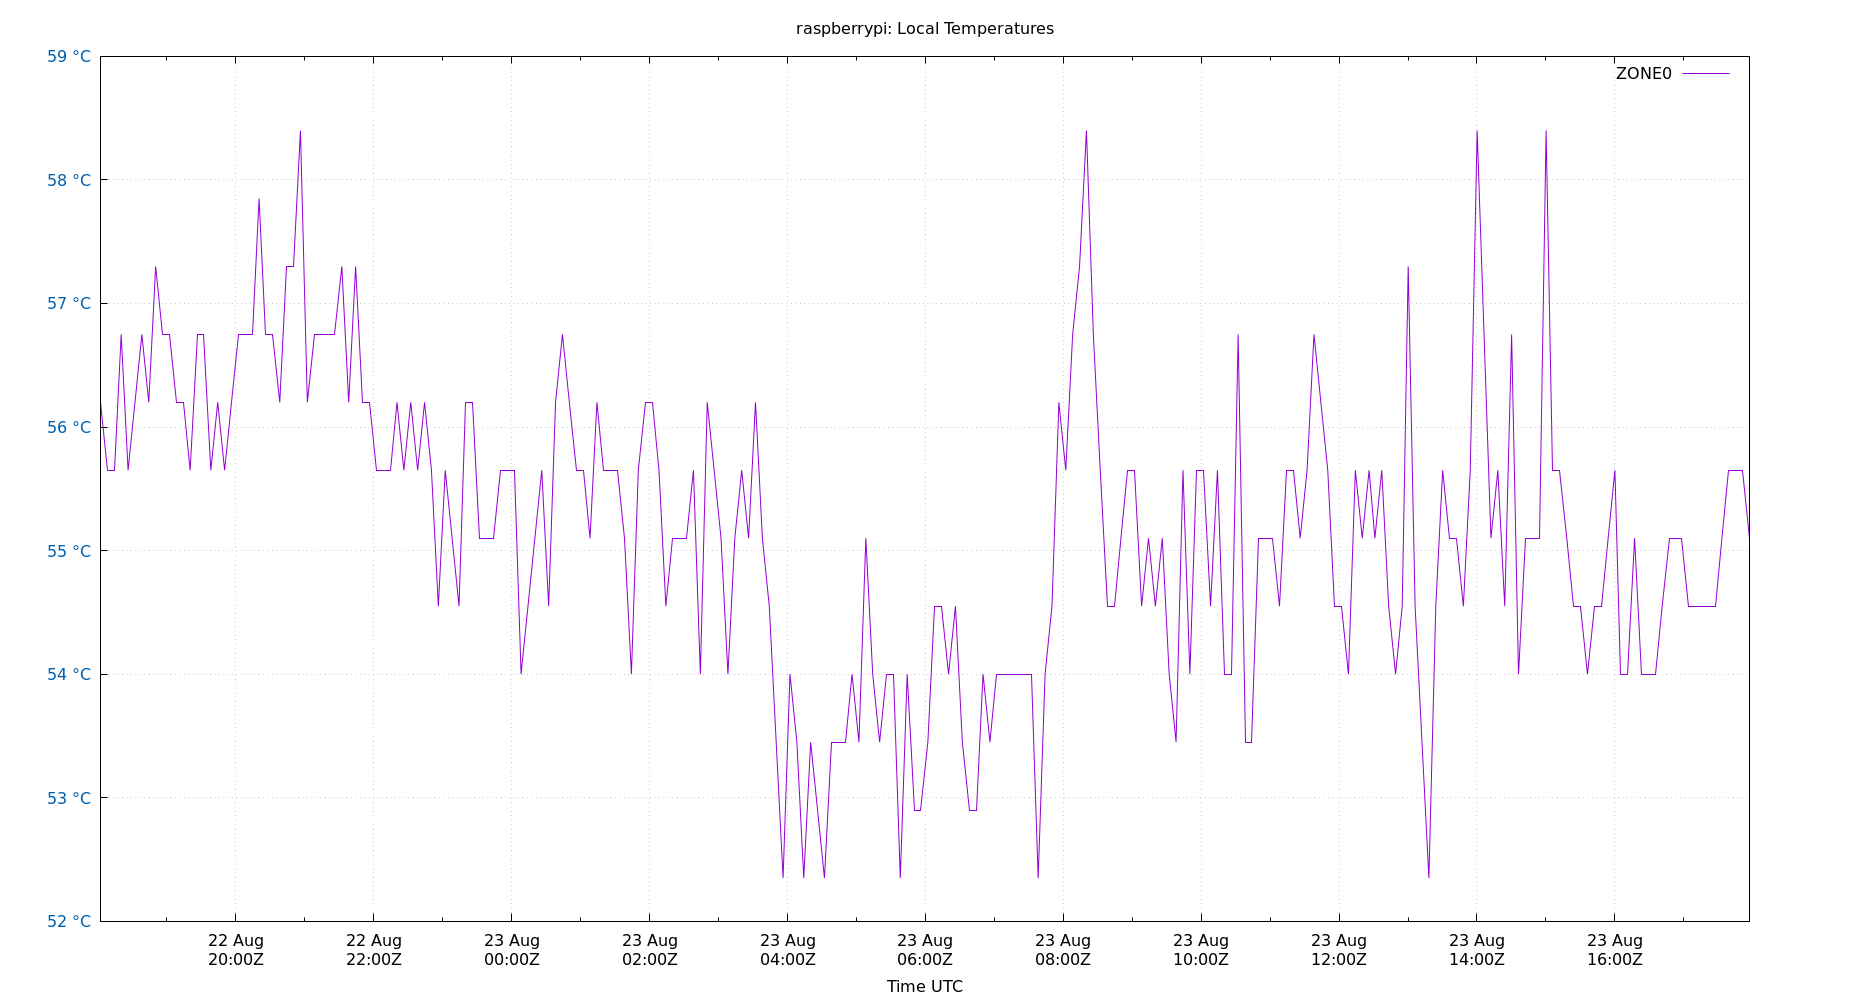 raspberrypi: Local Temperatures
59 °C
ZONE0
58 °C
57 °C
56 °C
55 °C
54 °C
53 °C
52 °C
22 Aug 22 Aug 23 Aug 23 Aug 23 Aug 23 Aug 23 Aug 23 Aug 23 Aug 23 Aug 23 Aug
20:00Z 22:00Z 00:00Z 02:00Z 04:00Z 06:00Z 08:00Z 10:00Z 12:00Z 14:00Z 16:00Z
Time UTC